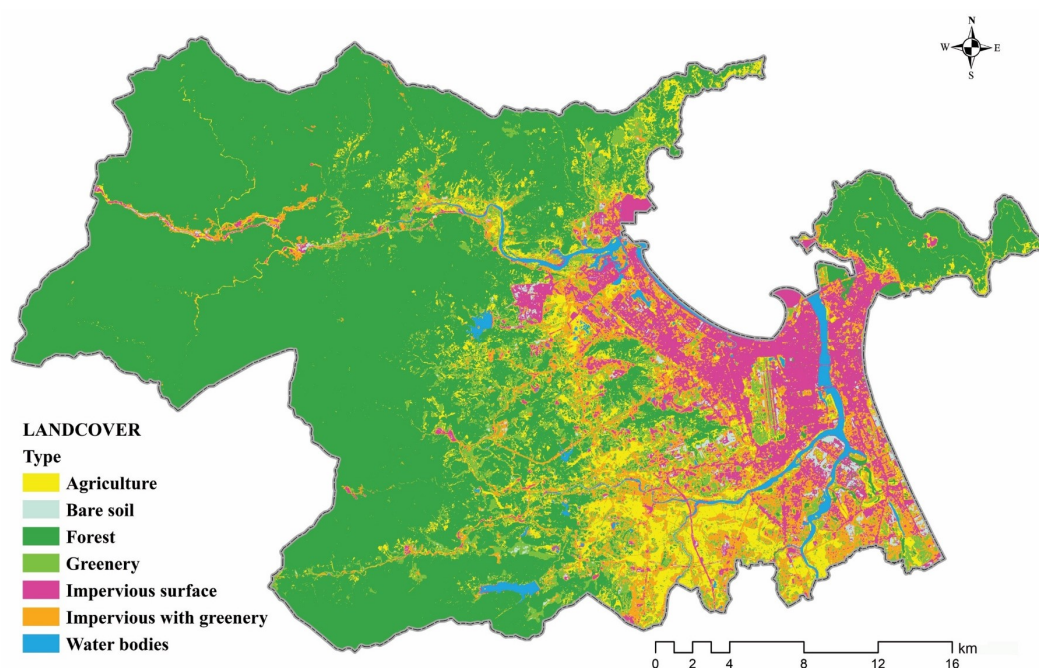 N
W E
S
LANDCOVER
Type
Agriculture
Bare soil
Forest
Greenery
Impervious surface
Impervious with greenery
Water bodies
km
0 2 4 8 12 16